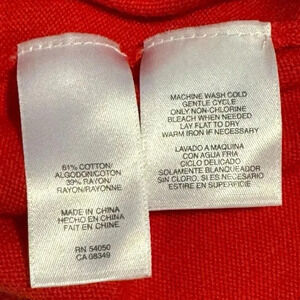 61% COTTON/
ALGODON/COTON
39% RAYON/
RAYON/RAYONNE
MADE IN CHINA
HECHO EN CHINA
FAIT EN CHINE
RN 54050
CA 08349
MACHINE WASH COLD
GENTLE CYCLE
ONLY NON-CHLORINE
BLEACH WHEN NEEDED
LAY FLAT TO DRY
WARM IRON IF NECESSARY
LAVADO A MAQUINA
CON AGUA FRIA
CICLO DELICADO
SOLAMENTE BLANQUEADOR
SIN CLORO, SI ES NECESARIO
ESTIRE EN SUPERFICIE